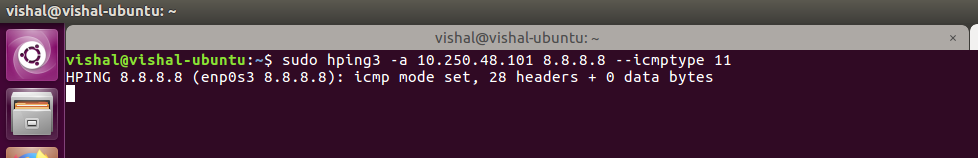 vishal@vishal-ubuntu: ~
vishal@vishal-ubuntu: ~ ×
vishal@vishal-ubuntu:~$ sudo hping3 -a 10.250.48.101 8.8.8.8 --icmptype 11
HPING 8.8.8.8 (enp0s3 8.8.8.8): icmp mode set, 28 headers + 0 data bytes